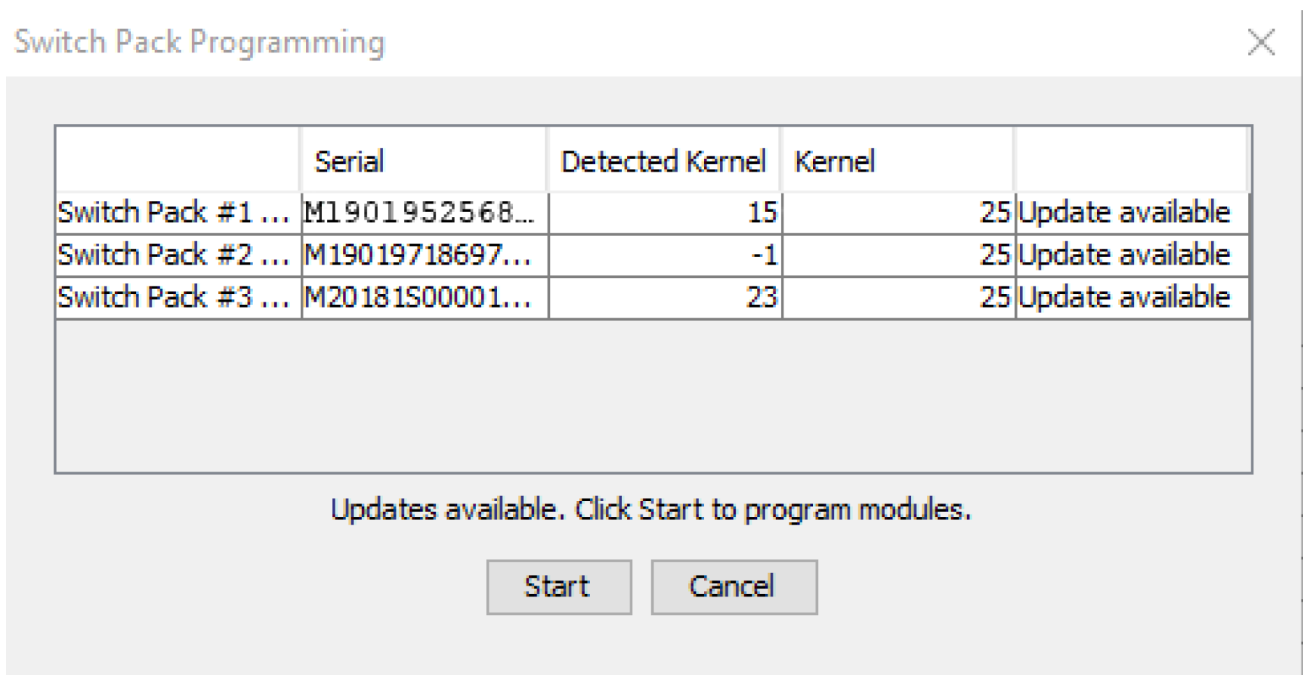 Switch Pack Programming
Serial Detected Kernel Kernel
Switch Pack #1 ... M1901952568... 15 25 Update available
Switch Pack #2 ... M19019718697... -1 25 Update available
Switch Pack #3 ... M20181S00001... 23 25 Update available
Updates available. Click Start to program modules.
Start Cancel